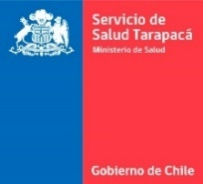 Servicio de
Salud Tarapacá
Ministerio de Salud
Gobierno de Chile